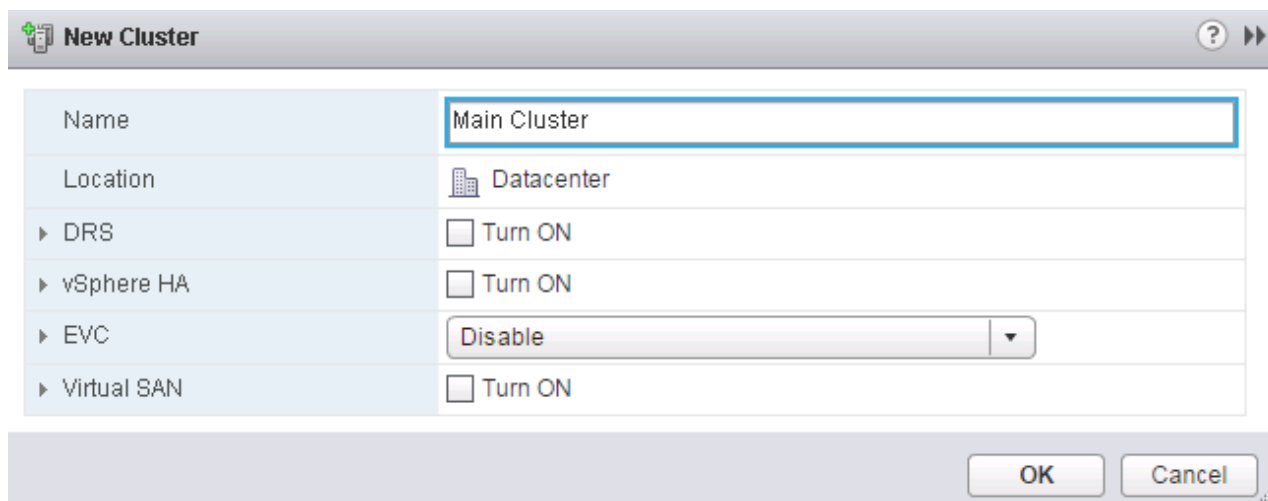 New Cluster
?
Name Main Cluster
Location Datacenter
DRS Turn ON
vSphere HA Turn ON
EVC Disable
Virtual SAN Turn ON
OK Cancel